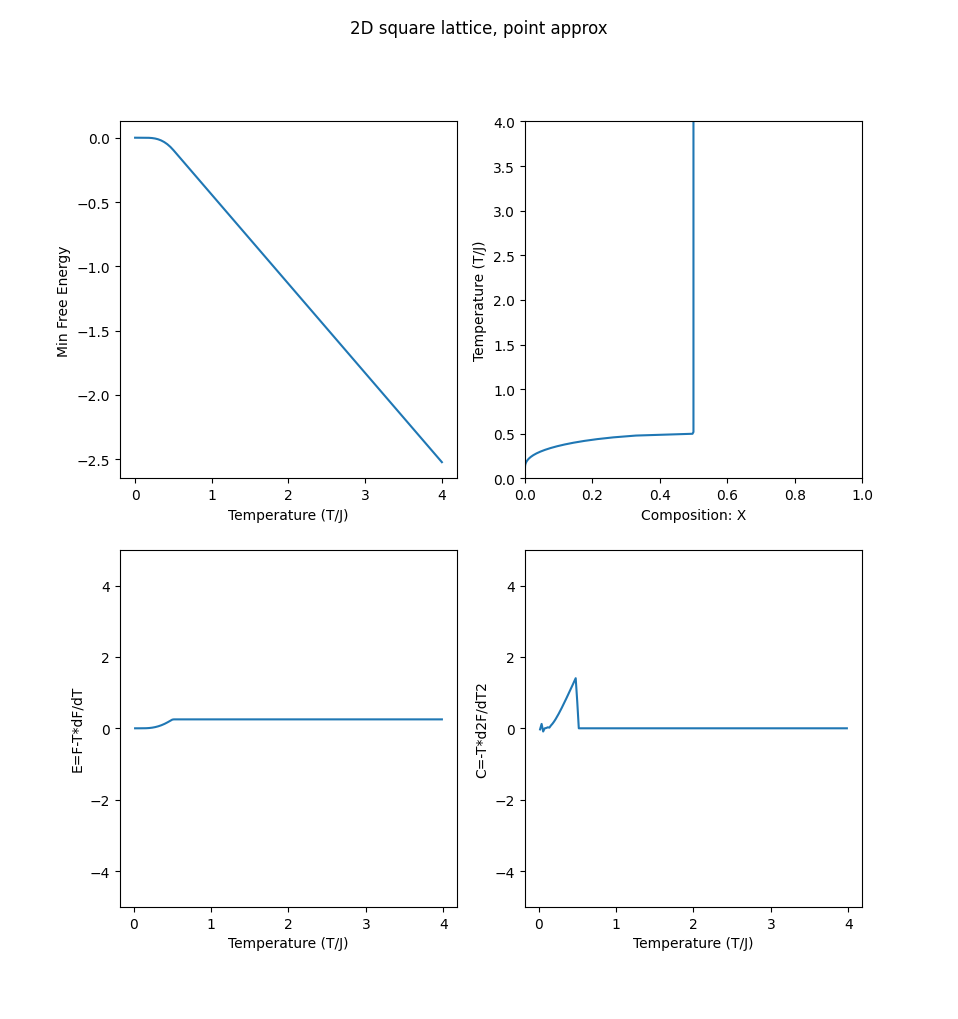 2D square lattice, point approx
Min Free Energy
0.0
−0.5
−1.0
−1.5
−2.0
−2.5
0 1 2 3 4
Temperature (T/J)
Temperature (T/J)
4.0
3.5
3.0
2.5
2.0
1.5
1.0
0.5
0.0
0.0 0.2 0.4 0.6 0.8 1.0
Composition: X
E=F-T*dF/dT
4
2
0
−2
−4
0 1 2 3 4
Temperature (T/J)
C=-T*d2F/dT2
4
2
0
−2
−4
0 1 2 3 4
Temperature (T/J)